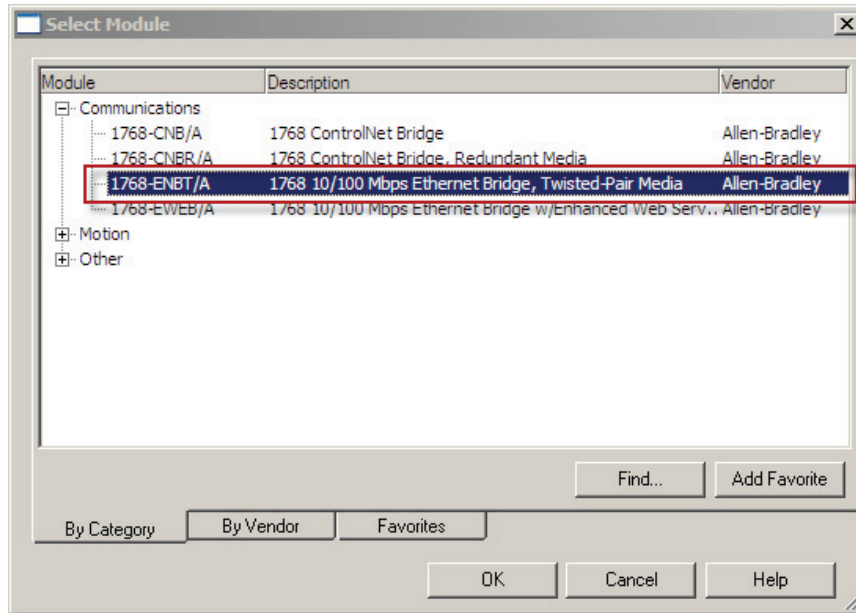 Select Module
Module Description Vendor
Communications
1768-CNB/A 1768 ControlNet Bridge Allen-Bradley
1768-CNBR/A 1768 ControlNet Bridge, Redundant Media Allen-Bradley
1768-ENBT/A 1768 10/100 Mbps Ethernet Bridge, Twisted-Pair Media Allen-Bradley
1768-EWEB/A 1768 10/100 Mbps Ethernet Bridge w/Enhanced Web Serv.. Allen-Bradley
Motion
Other
Find... Add Favorite
By Category By Vendor Favorites
OK Cancel Help